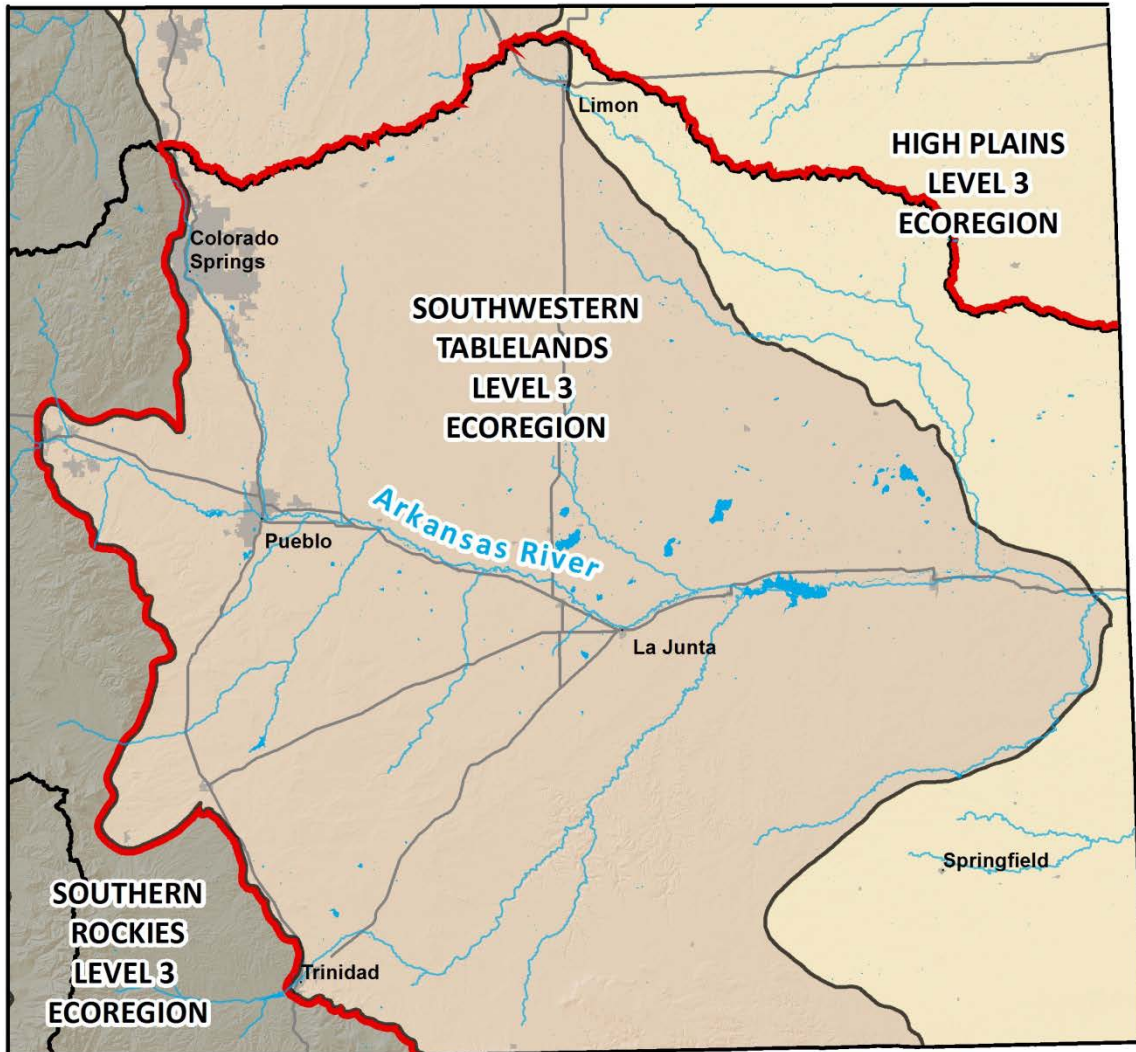 Limon
HIGH PLAINS
LEVEL 3
ECOREGION
Colorado
Springs
SOUTHWESTERN
TABLELANDS
LEVEL 3
ECOREGION
Arkansas River
Pueblo
La Junta
Springfield
SOUTHERN
ROCKIES
LEVEL 3
ECOREGION
Trinidad